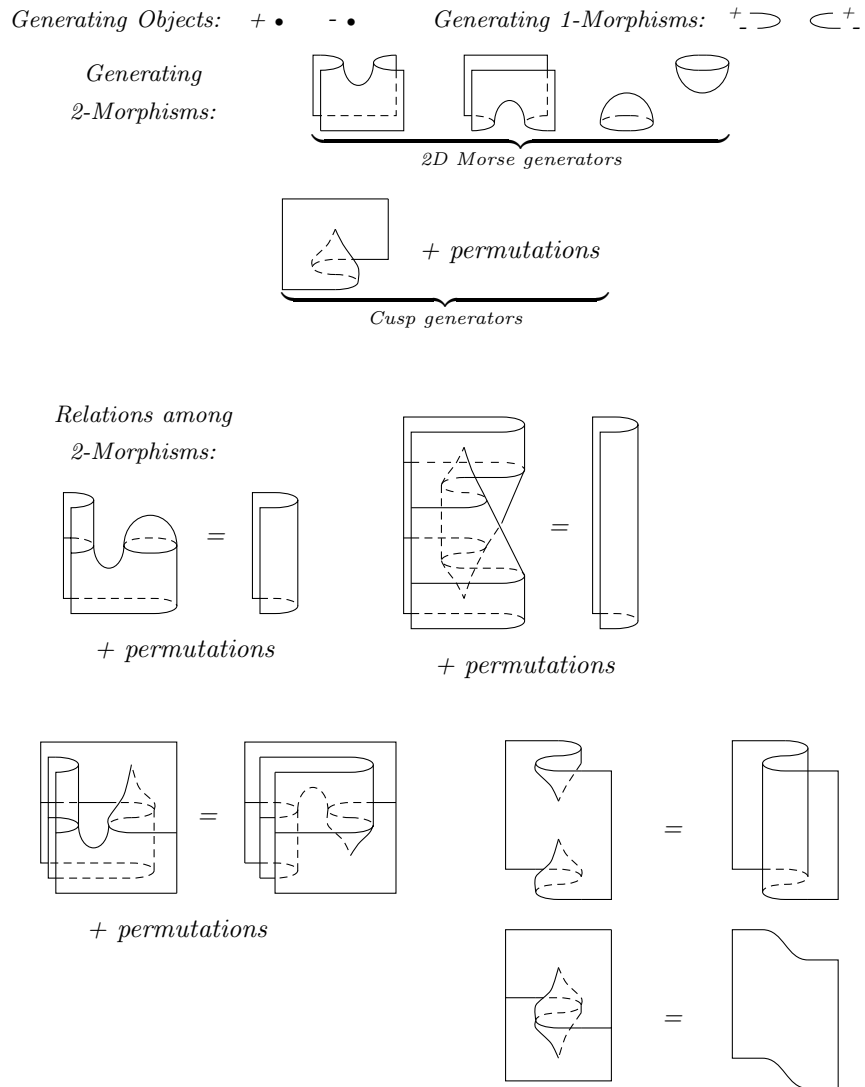 Generating Objects: + • - • Generating 1-Morphisms: + - + -
Generating
2-Morphisms:
2D Morse generators
+ permutations
Cusp generators
Relations among
2-Morphisms:
=
=
+ permutations
+ permutations
=
=
+ permutations
=